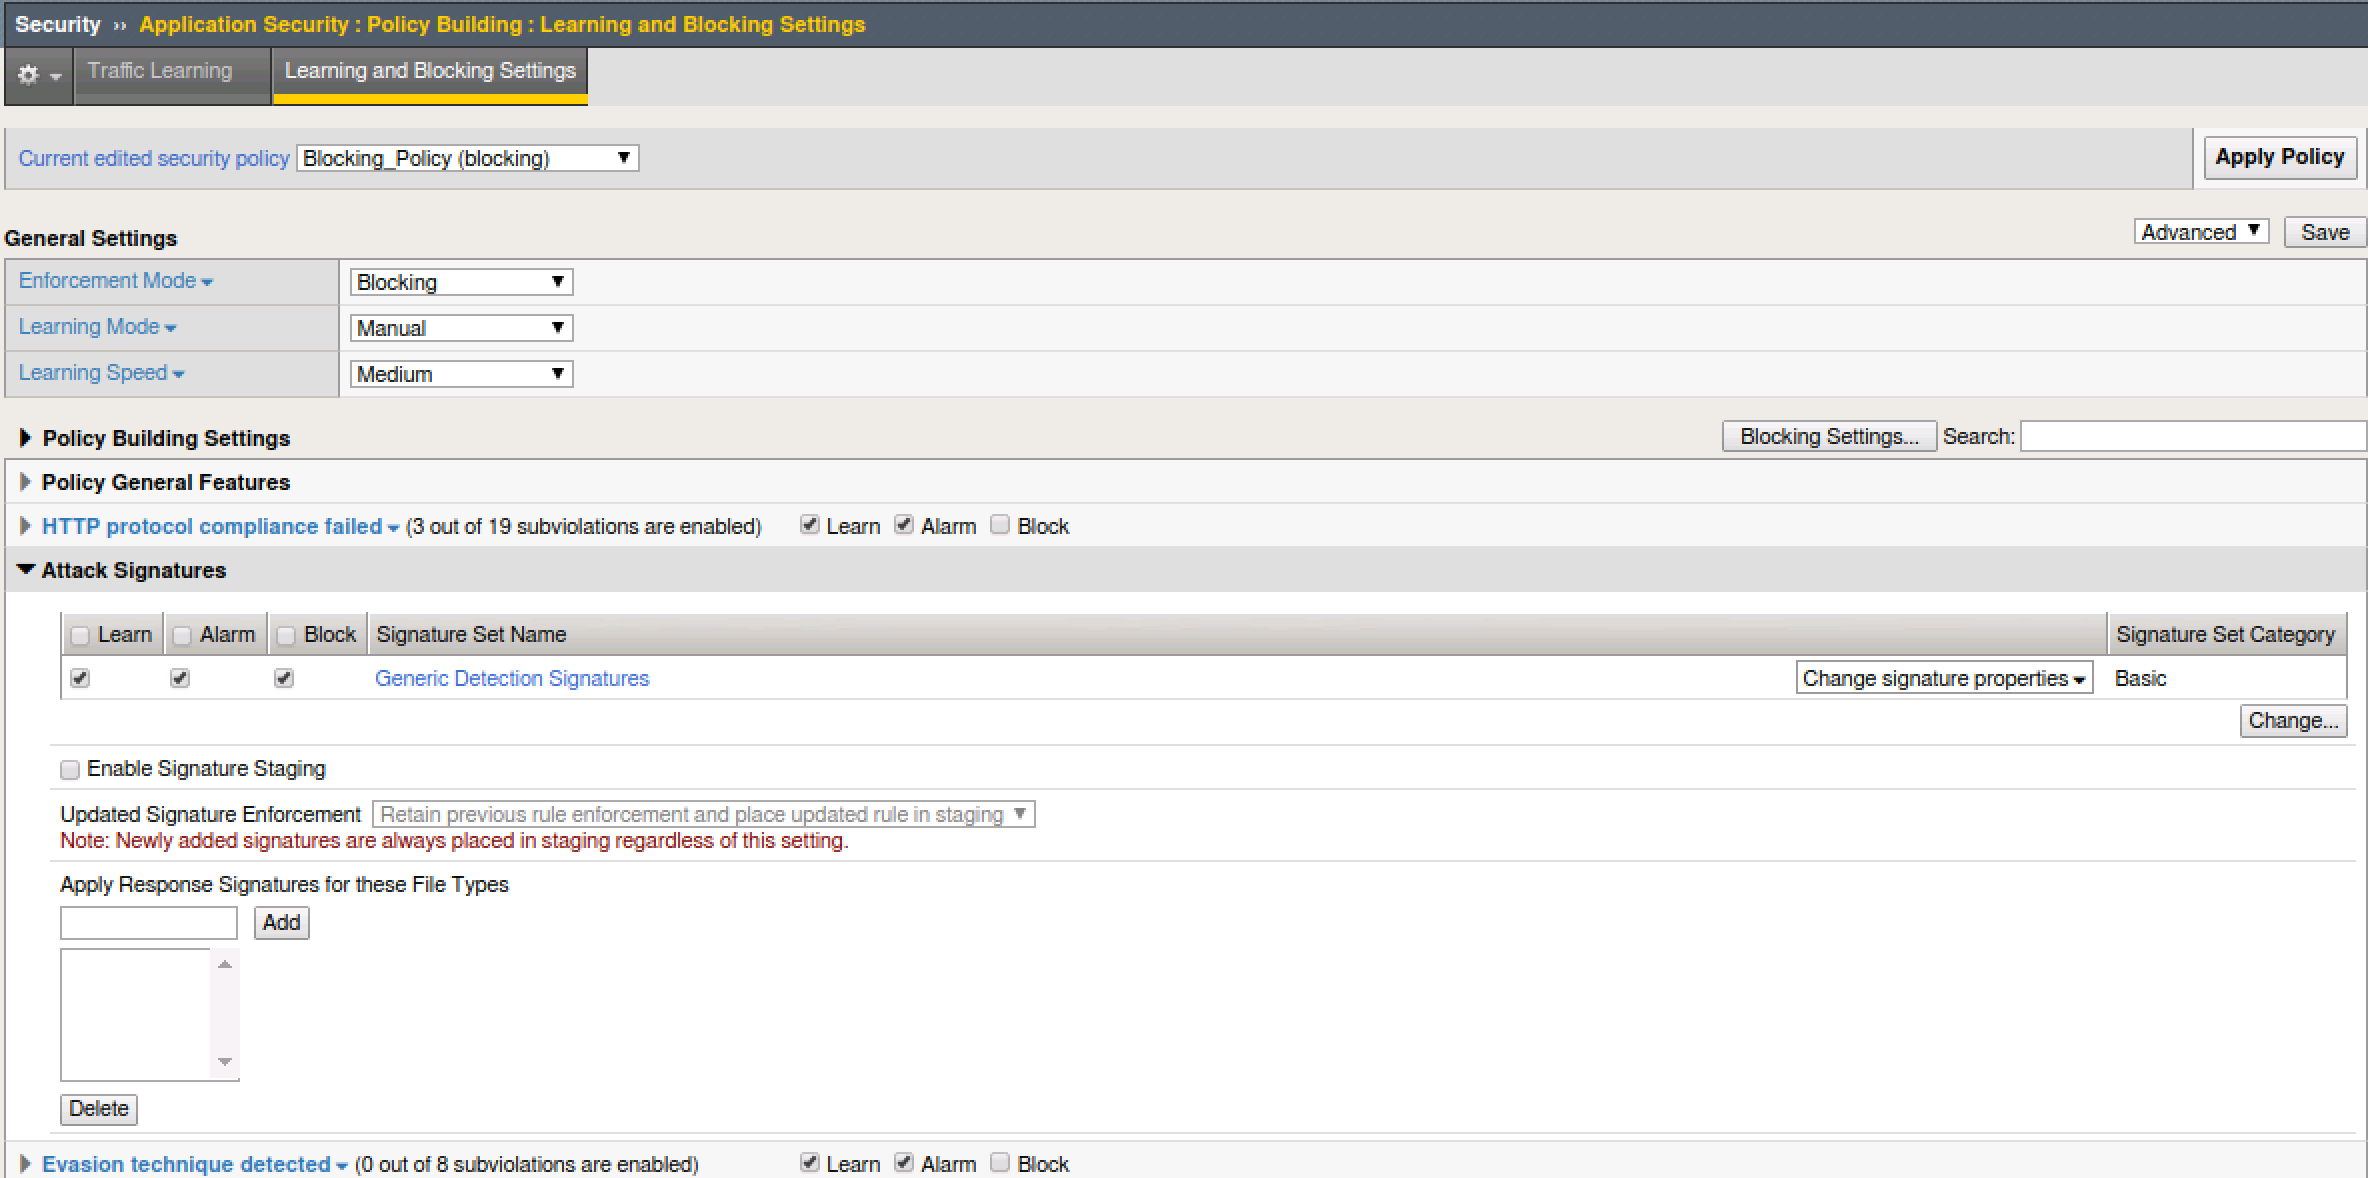 Security ›› Application Security : Policy Building : Learning and Blocking Settings
Traffic Learning Learning and Blocking Settings
Current edited security policy Blocking_Policy (blocking) Apply Policy
General Settings Advanced Save
Enforcement Mode Blocking
Learning Mode Manual
Learning Speed Medium
Policy Building Settings Blocking Settings... Search:
Policy General Features
HTTP protocol compliance failed (3 out of 19 subviolations are enabled) Learn Alarm Block
Attack Signatures
Learn Alarm Block Signature Set Name Signature Set Category
Generic Detection Signatures Change signature properties Basic
Change...
Enable Signature Staging
Updated Signature Enforcement Retain previous rule enforcement and place updated rule in staging
Note: Newly added signatures are always placed in staging regardless of this setting.
Apply Response Signatures for these File Types
Add
Delete
Evasion technique detected (0 out of 8 subviolations are enabled) Learn Alarm Block